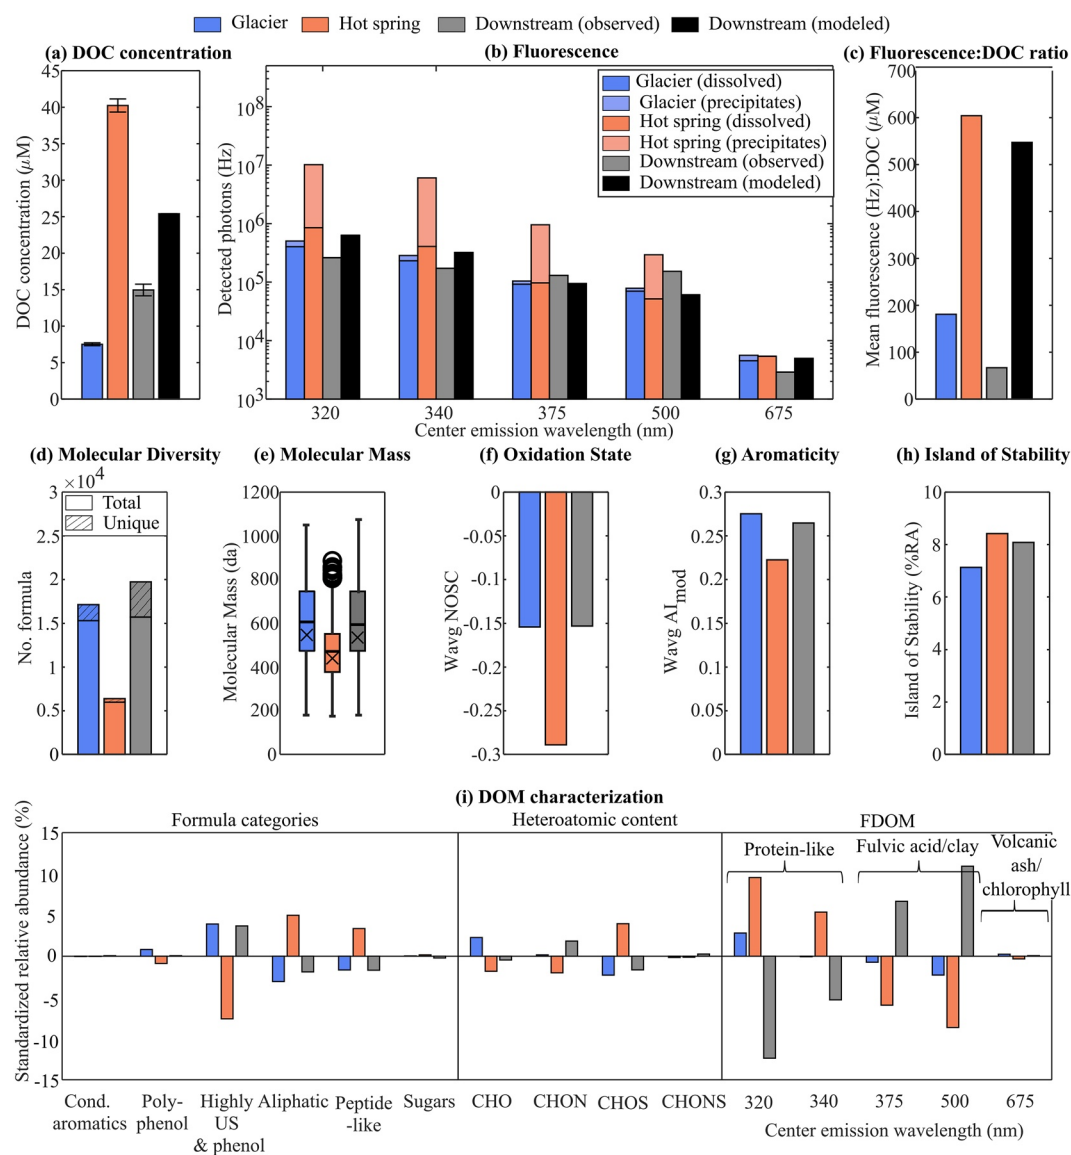 Glacier Hot spring Downstream (observed) Downstream (modeled)
(a) DOC concentration
DOC concentration (μM)
45
40
35
30
25
20
15
10
5
0
(b) Fluorescence
Detected photons (Hz)
10^8
10^7
10^6
10^5
10^4
10^3
Glacier (dissolved)
Glacier (precipitates)
Hot spring (dissolved)
Hot spring (precipitates)
Downstream (observed)
Downstream (modeled)
320 340 375 500 675
Center emission wavelength (nm)
(c) Fluorescence:DOC ratio
Mean fluorescence (Hz):DOC (μM)
700
600
500
400
300
200
100
0
(d) Molecular Diversity
×10^4
No. formula
3
2.5
2
1.5
1
0.5
0
Total
Unique
(e) Molecular Mass
Molecular Mass (da)
1200
1000
800
600
400
200
0
(f) Oxidation State
Wavg NOSC
0
-0.05
-0.1
-0.15
-0.2
-0.25
-0.3
(g) Aromaticity
Wavg AI_mod
0.3
0.25
0.2
0.15
0.1
0.05
0
(h) Island of Stability
Island of Stability (%RA)
10
8
6
4
2
0
(i) DOM characterization
Standardized relative abundance (%)
15
10
5
0
-5
-10
-15
Formula categories
Heteroatomic content
FDOM
Protein-like
Fulvic acid/clay
Volcanic
ash/
chlorophyll
Cond.
aromatics
Poly-
phenol
Highly
US
& phenol
Aliphatic
Peptide
-like
Sugars
CHO CHON CHOS CHONS
320 340 375 500 675
Center emission wavelength (nm)